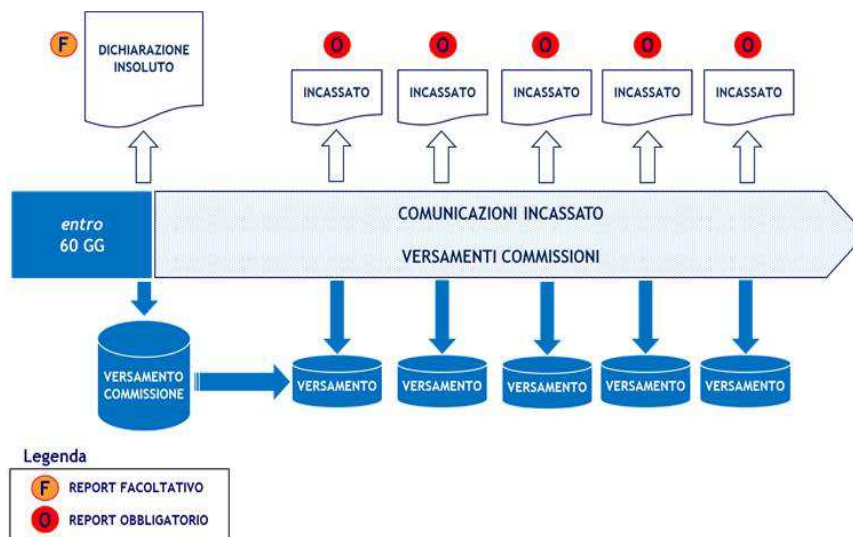 F
DICHIARAZIONE
INSOLUTO
O
O
O
O
O
INCASSATO
INCASSATO
INCASSATO
INCASSATO
INCASSATO
entro
60 GG
COMUNICAZIONI INCASSATO
VERSAMENTI COMMISSIONI
VERSAMENTO
COMMISSIONE
VERSAMENTO
VERSAMENTO
VERSAMENTO
VERSAMENTO
VERSAMENTO
Legenda
F REPORT FACOLTATIVO
O REPORT OBBLIGATORIO